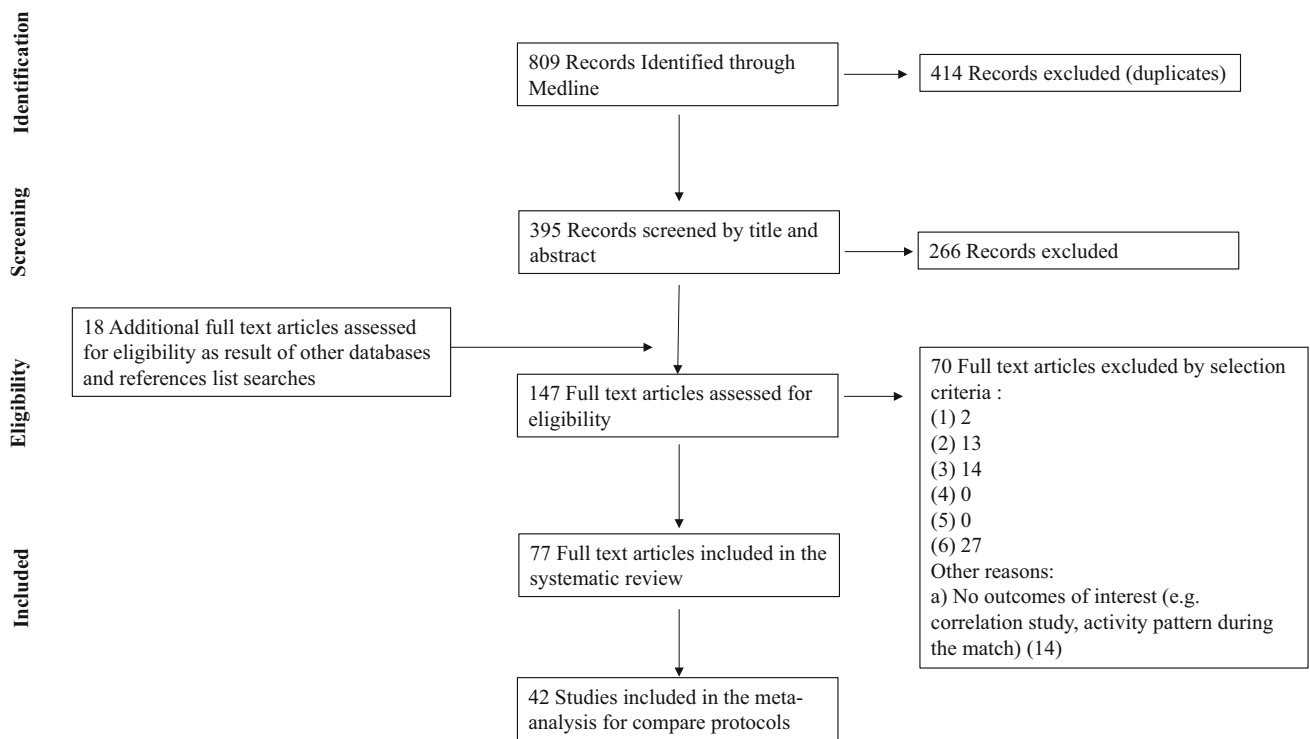 Identification
809 Records Identified through
Medline
414 Records excluded (duplicates)
Screening
395 Records screened by title and
abstract
266 Records excluded
18 Additional full text articles assessed
for eligibility as result of other databases
and references list searches
Eligibility
147 Full text articles assessed for
eligibility
70 Full text articles excluded by selection
criteria :
(1) 2
(2) 13
(3) 14
(4) 0
(5) 0
(6) 27
Other reasons:
a) No outcomes of interest (e.g.
correlation study, activity pattern during
the match) (14)
Included
77 Full text articles included in the
systematic review
42 Studies included in the meta-
analysis for compare protocols